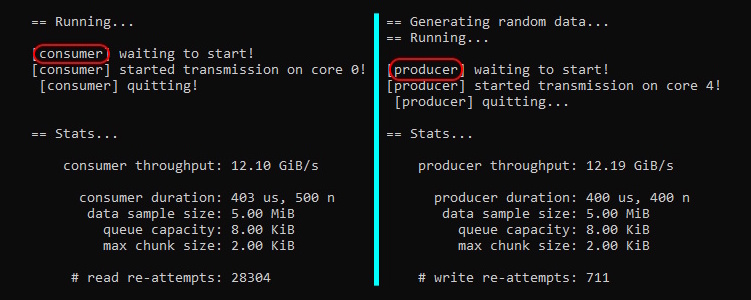 == Running...
[consumer] waiting to start!
[consumer] started transmission on core 0!
[consumer] quitting!
== Stats...
consumer throughput: 12.10 GiB/s
consumer duration: 403 us, 500 n
data sample size: 5.00 MiB
queue capacity: 8.00 KiB
max chunk size: 2.00 KiB
# read re-attempts: 28304
== Generating random data...
== Running...
[producer] waiting to start!
[producer] started transmission on core 4!
[producer] quitting...
== Stats...
producer throughput: 12.19 GiB/s
producer duration: 400 us, 400 n
data sample size: 5.00 MiB
queue capacity: 8.00 KiB
max chunk size: 2.00 KiB
# write re-attempts: 711